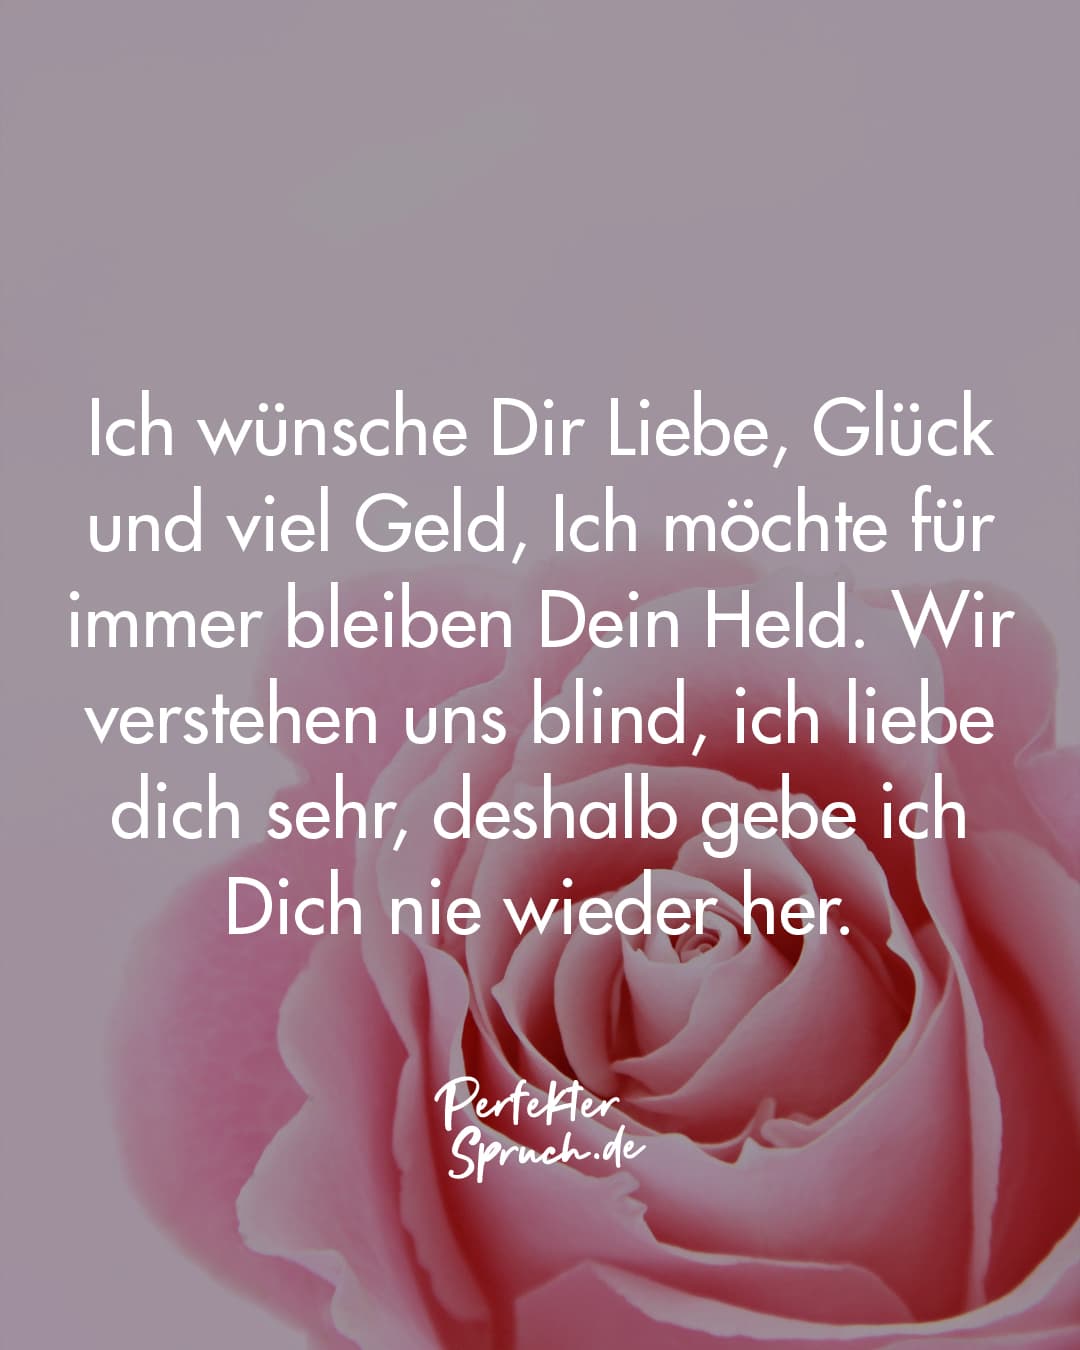 Ich wünsche Dir Liebe, Glück
und viel Geld, Ich möchte für
immer bleiben Dein Held. Wir
verstehen uns blind, ich liebe
dich sehr, deshalb gebe ich
Dich nie wieder her.
Perfekter
Spruch.de